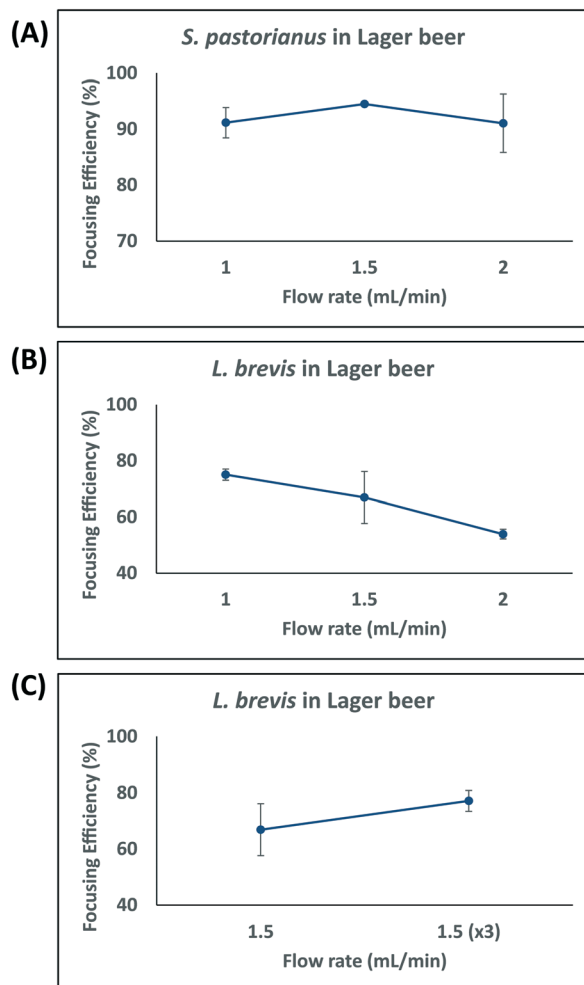 (A)
S. pastorianus in Lager beer
Focusing Efficiency (%)
100
90
80
70
1 1.5 2
Flow rate (mL/min)
(B)
L. brevis in Lager beer
Focusing Efficiency (%)
100
80
60
40
1 1.5 2
Flow rate (mL/min)
(C)
L. brevis in Lager beer
Focusing Efficiency (%)
100
80
60
40
1.5 1.5 (x3)
Flow rate (mL/min)